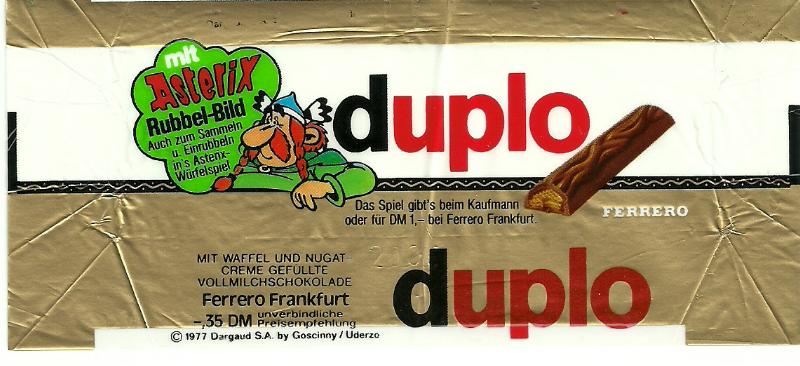 mit
Asterix
Rubbel-Bild
Auch zum Sammeln
u. Einrubbeln
in's Asterix-
Würfelspiel
duplo
Das Spiel gibt's beim Kaufmann
oder für DM 1,– bei Ferrero Frankfurt.
FERRERO
MIT WAFFEL UND NUGAT-
CREME GEFÜLLTE
VOLLMILCHSCHOKOLADE
Ferrero Frankfurt
-,35 DM unverbindliche Preisempfehlung
© 1977 Dargaud S.A. by Goscinny / Uderzo
duplo